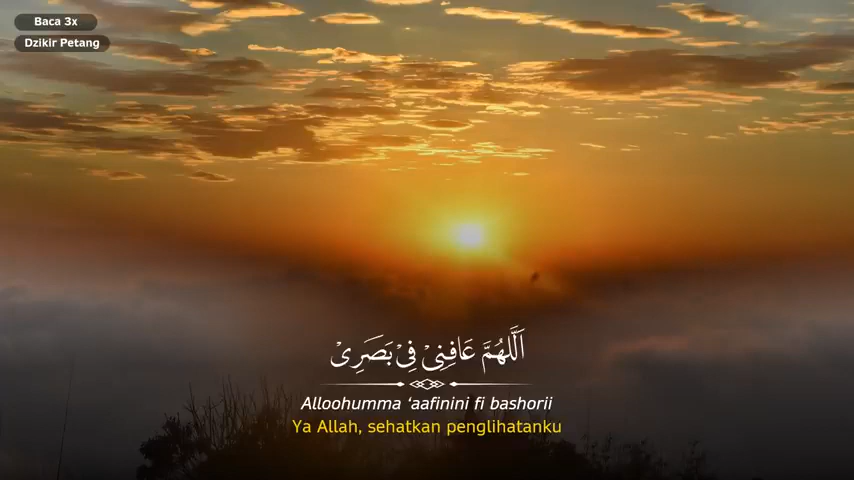 Baca 3x
Dzikir Petang
اَللَّهُمَّ عَافِنِيْ فِيْ بَصَرِيْ
Alloohumma ‘aafinini fi bashorii
Ya Allah, sehatkan penglihatanku